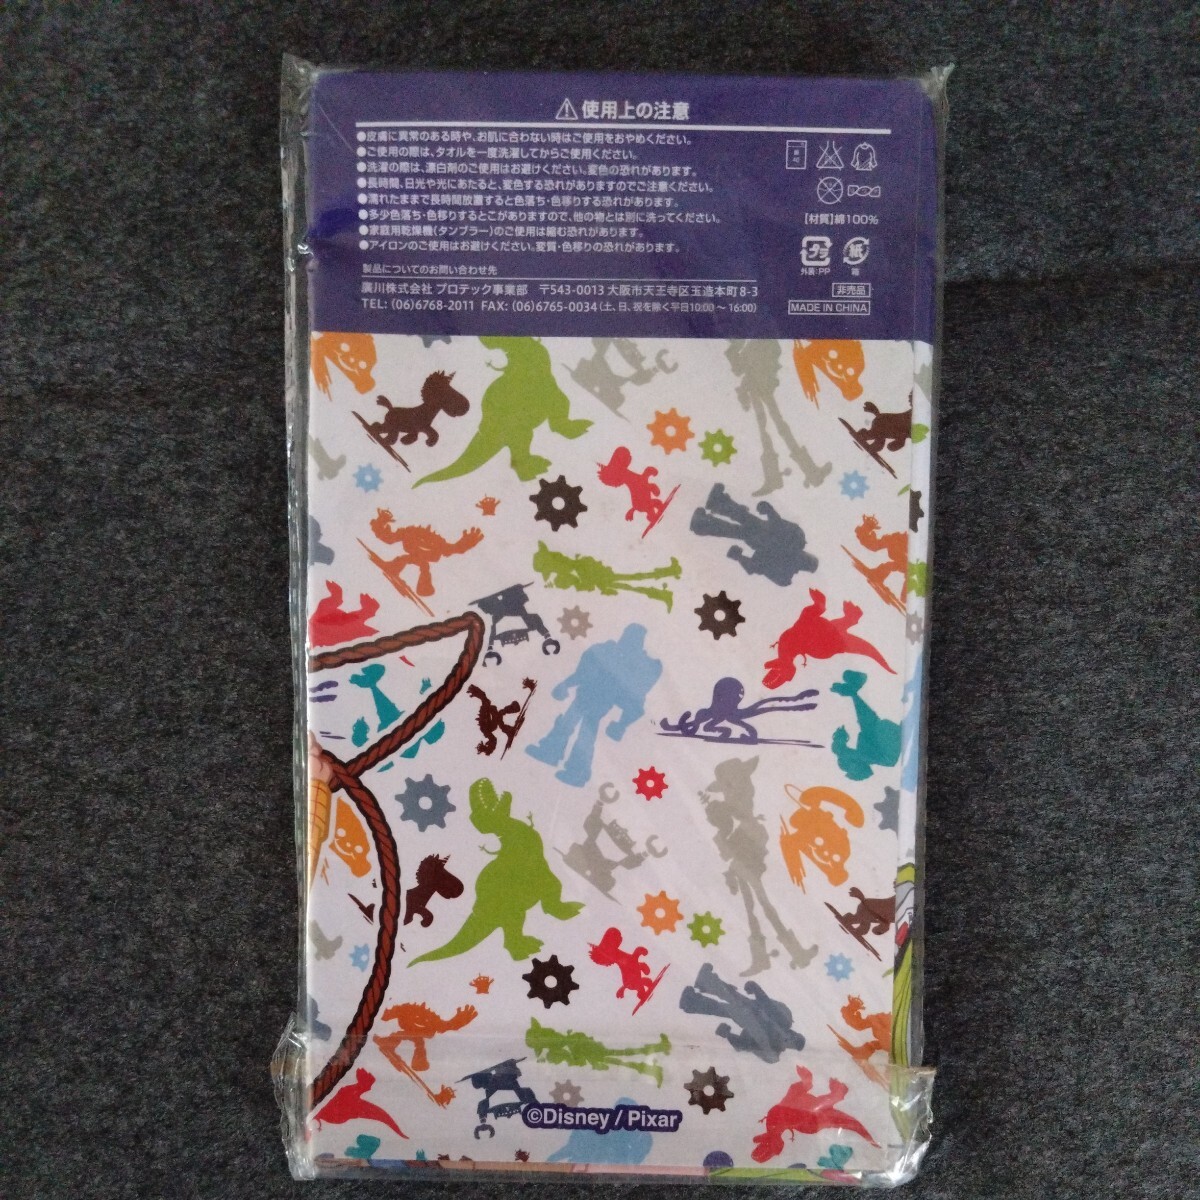 ⚠使用上の注意
●皮膚に異常のある時や、お肌に合わない時はご使用をおやめください。
●ご使用の際は、タオルを一度洗濯してからご使用ください。
●洗濯の際は、漂白剤のご使用はお避けください。変色の恐れがあります。
●長時間、日光や光にあたると、変色する恐れがありますのでご注意ください。
●濡れたままで長時間放置すると色落ち・色移りする恐れがあります。
●多少色落ち・色移りするとこがありますので、他の物とは別に洗ってください。
●家庭用乾燥機(タンブラー)のご使用は縮む恐れがあります。
●アイロンのご使用はお避けください。変質・色移りの恐れがあります。
製品についてのお問い合わせ先
廣川株式会社 プロテック事業部 〒543-0013 大阪市天王寺区玉造本町8-3
TEL: (06)6768-2011 FAX: (06)6765-0034(土、日、祝を除く平日10:00～16:00)
【材質】綿100%
プラ
紙
外装:PP
箱
非売品
MADE IN CHINA
©Disney / Pixar